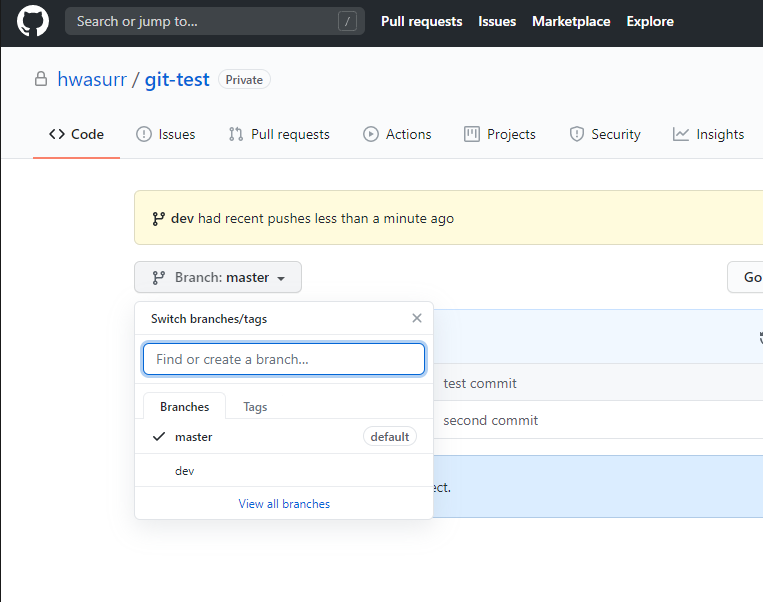 Search or jump to... /
Pull requests Issues Marketplace Explore
hwasurr / git-test Private
Code Issues Pull requests Actions Projects Security Insights
dev had recent pushes less than a minute ago
Branch: master
Go
Switch branches/tags
Find or create a branch...
test commit
Branches Tags
second commit
master default
dev
ect.
View all branches